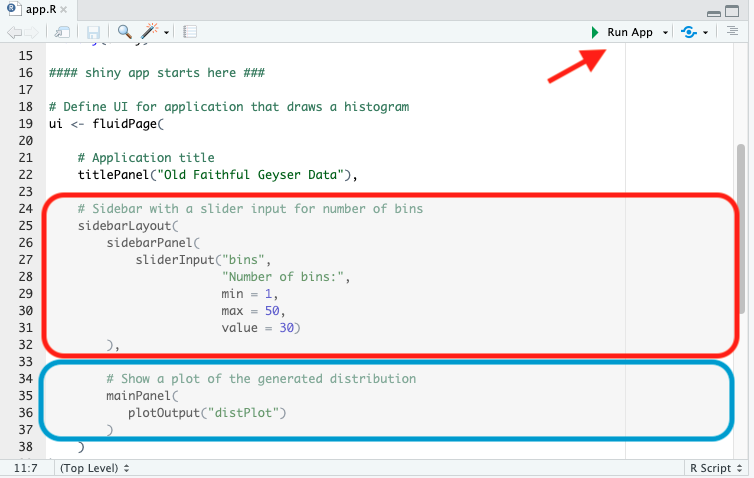 app.R
Run App
15
16 #### shiny app starts here ###
17
18 # Define UI for application that draws a histogram
19 ui <- fluidPage(
20
21     # Application title
22     titlePanel("Old Faithful Geyser Data"),
23
24     # Sidebar with a slider input for number of bins
25     sidebarLayout(
26         sidebarPanel(
27             sliderInput("bins",
28                         "Number of bins:",
29                         min = 1,
30                         max = 50,
31                         value = 30)
32         ),
33
34         # Show a plot of the generated distribution
35         mainPanel(
36            plotOutput("distPlot")
37         )
38     )
11:7 (Top Level) R Script